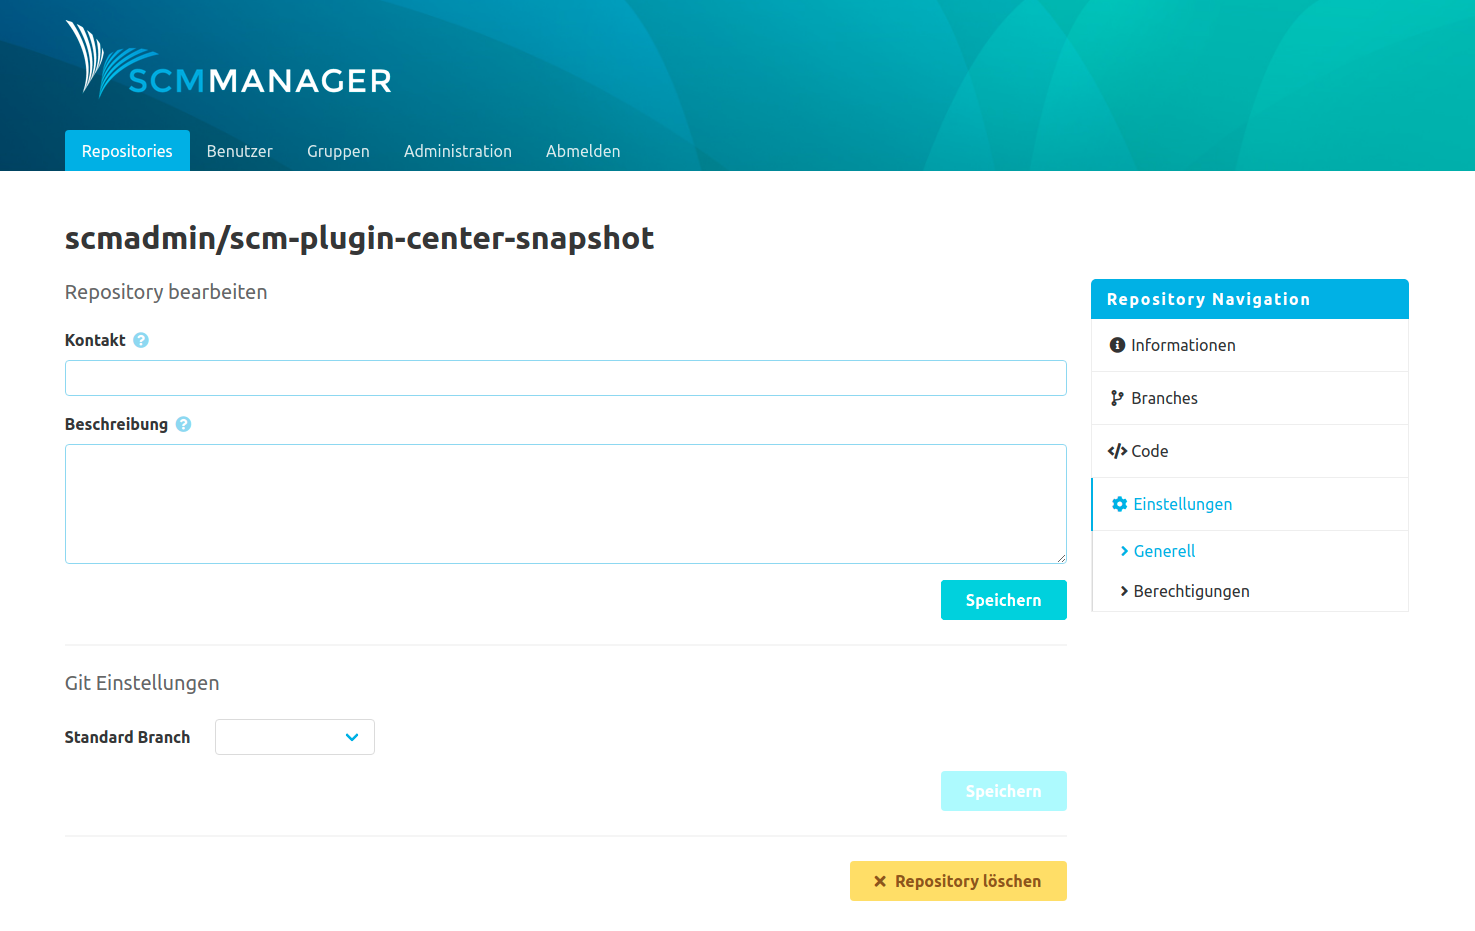 SCMMANAGER
Repositories Benutzer Gruppen Administration Abmelden
scmadmin/scm-plugin-center-snapshot
Repository bearbeiten
Kontakt
Beschreibung
Speichern
Git Einstellungen
Standard Branch
Speichern
Repository löschen
Repository Navigation
Informationen
Branches
Code
Einstellungen
Generell
Berechtigungen